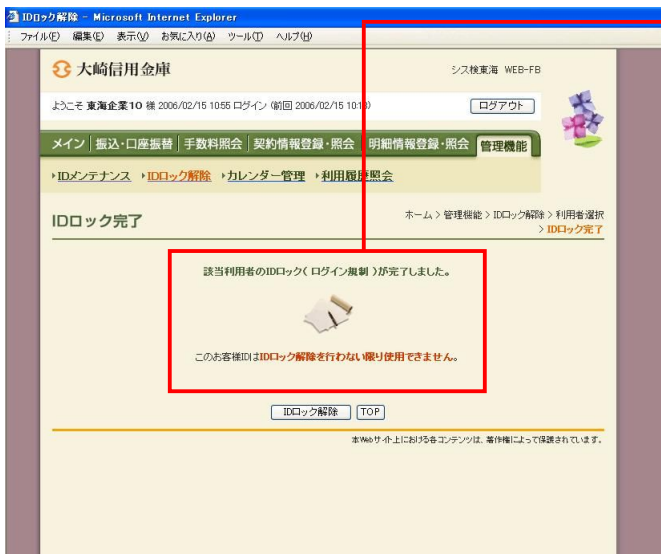 IDロック解除 - Microsoft Internet Explorer
ファイル(F) 編集(E) 表示(V) お気に入り(A) ツール(T) ヘルプ(H)
大崎信用金庫
シス検東海 WEB-FB
ようこそ 東海企業10 様 2006/02/15 1055 ログイン (前回 2006/02/15
ログアウト
メイン 振込・口座振替 手数料照会 契約情報登録・照会 明細情報登録・照会 管理機能
IDメンテナンス IDロック解除 カレンダー管理 利用履歴照会
IDロック完了
ホーム > 管理機能 > IDロック解除 > 利用者選択
> IDロック完了
該当利用者のIDロック( ログイン規制 )が完了しました。
このお客様IDはIDロック解除を行わない限り使用できません。
IDロック解除 TOP
本Webサイト上における各コンテンツは、著作権によって保護されています。